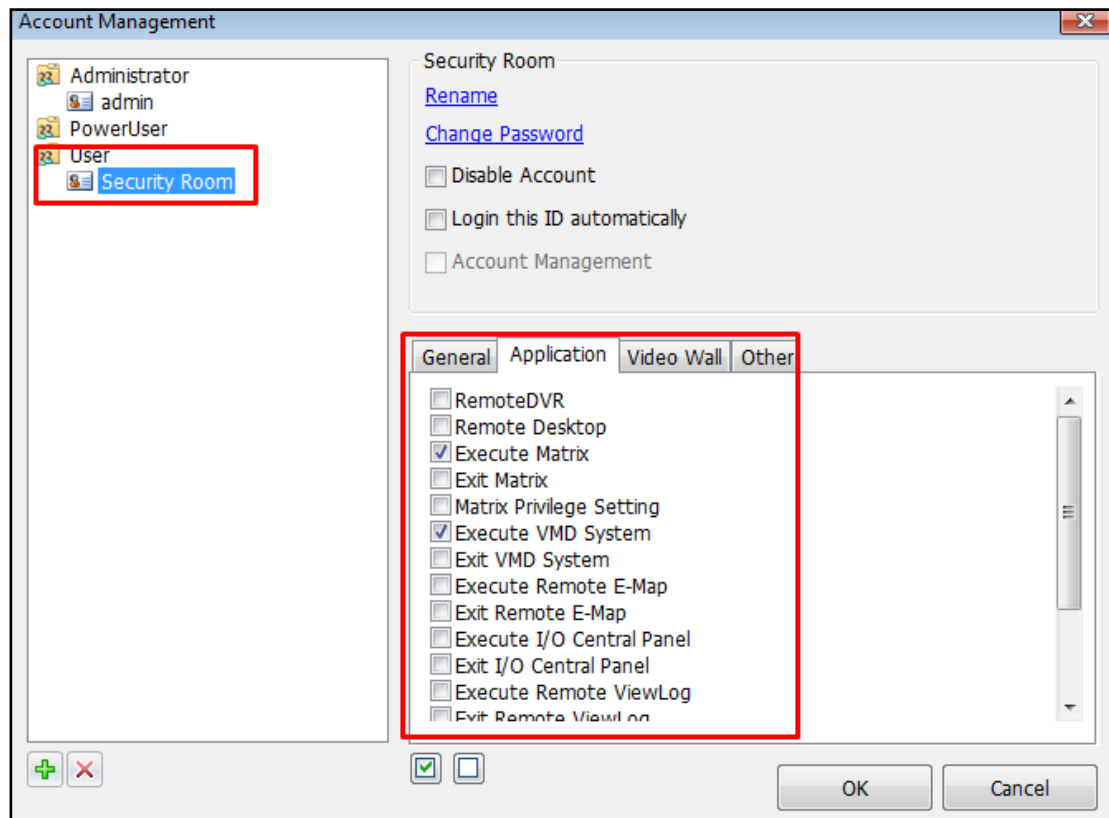 Account Management
Administrator
admin
PowerUser
User
Security Room
Security Room
Rename
Change Password
Disable Account
Login this ID automatically
Account Management
General Application Video Wall Other
RemoteDVR
Remote Desktop
Execute Matrix
Exit Matrix
Matrix Privilege Setting
Execute VMD System
Exit VMD System
Execute Remote E-Map
Exit Remote E-Map
Execute I/O Central Panel
Exit I/O Central Panel
Execute Remote ViewLog
Exit Remote ViewLog
OK Cancel